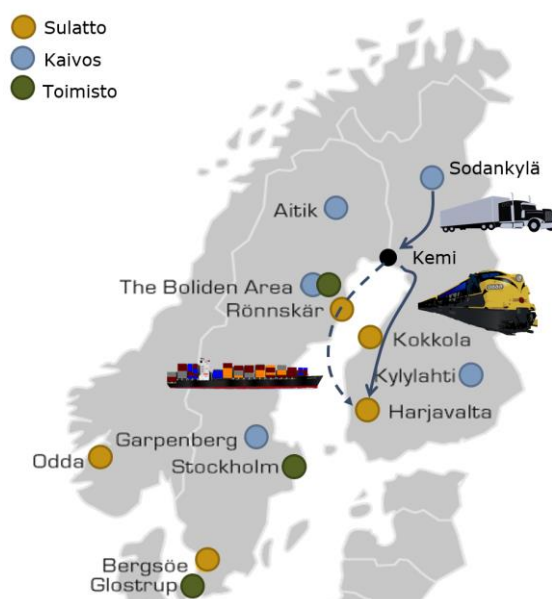 Sulatto
Kaivos
Toimisto
Sodankylä
Aitik
Kemi
The Boliden Area
Rönnskär
Kokkola
Kylylahti
Harjavalta
Garpenberg
Odda
Stockholm
Bergsöe
Glostrup